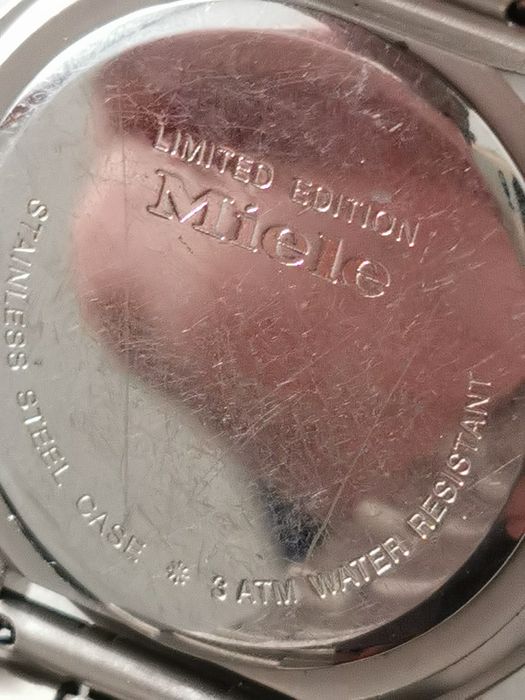 LIMITED EDITION
Miele
STAINLESS STEEL CASE * 3 ATM WATER RESISTANT